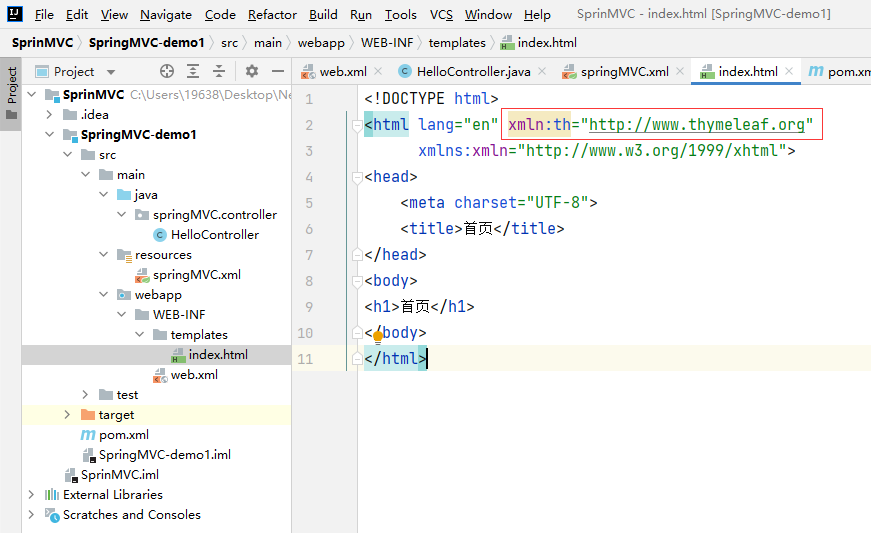 File Edit View Navigate Code Refactor Build Run Tools VCS Window Help SprinMVC - index.html [SpringMVC-demo1]
SprinMVC > SpringMVC-demo1 > src > main > webapp > WEB-INF > templates > index.html
Project
Project
web.xml
HelloController.java
springMVC.xml
index.html
pom.xm
SprinMVC C:\Users\19638\Desktop\Ne
.idea
SpringMVC-demo1
src
main
java
springMVC.controller
HelloController
resources
springMVC.xml
webapp
WEB-INF
templates
index.html
web.xml
test
target
pom.xml
SpringMVC-demo1.iml
SprinMVC.iml
External Libraries
Scratches and Consoles
1 <!DOCTYPE html>
2 <html lang="en" xmln:th="http://www.thymeleaf.org"
3 xmlns:xmln="http://www.w3.org/1999/xhtml">
4 <head>
5 <meta charset="UTF-8">
6 <title>首页</title>
7 </head>
8 <body>
9 <h1>首页</h1>
10 </body>
11 </html>